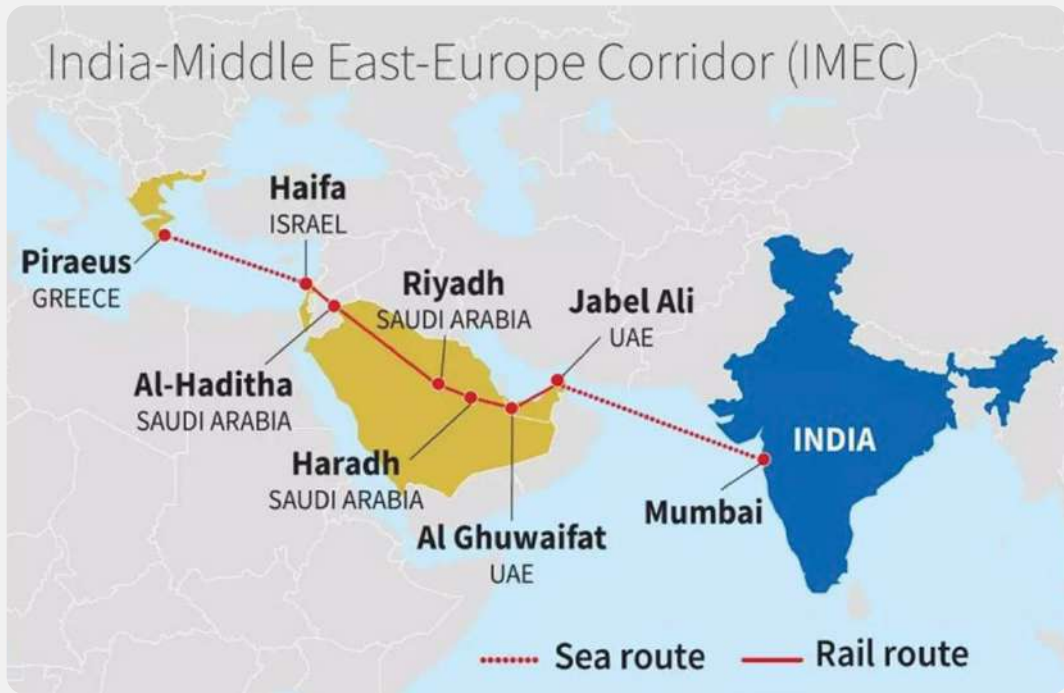 India-Middle East-Europe Corridor (IMEC)
Haifa
ISRAEL
Piraeus
GREECE
Riyadh
SAUDI ARABIA
Jabel Ali
UAE
Al-Haditha
SAUDI ARABIA
INDIA
Haradh
SAUDI ARABIA
Mumbai
Al Ghuwaifat
UAE
Sea route
Rail route